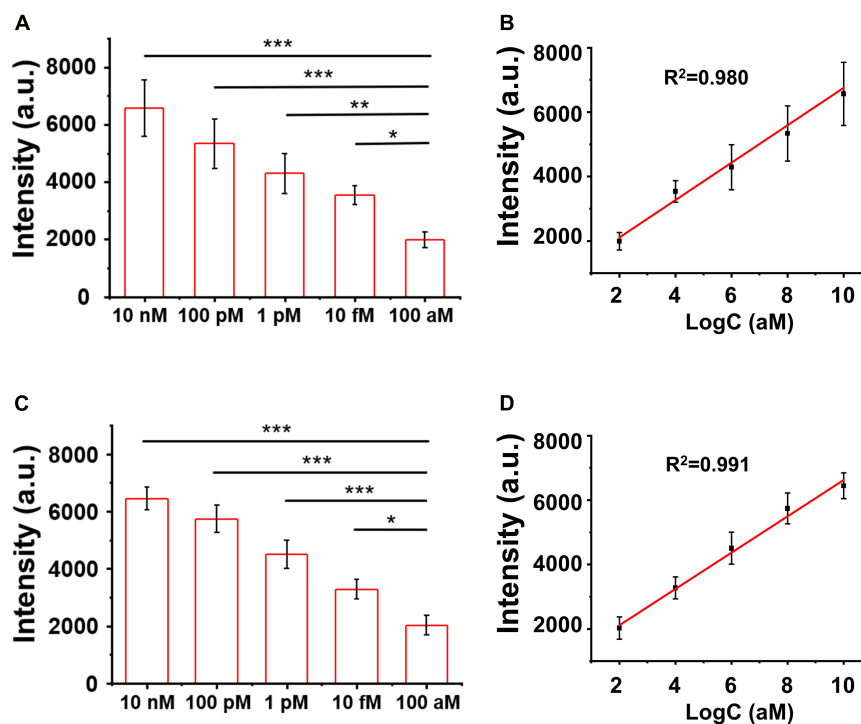 A
Intensity (a.u.)
8000
6000
4000
2000
0
***
***
**
*
10 nM 100 pM 1 pM 10 fM 100 aM
B
Intensity (a.u.)
8000
6000
4000
2000
R²=0.980
2 4 6 8 10
LogC (aM)
C
Intensity (a.u.)
8000
6000
4000
2000
0
***
***
***
*
10 nM 100 pM 1 pM 10 fM 100 aM
D
Intensity (a.u.)
8000
6000
4000
2000
R²=0.991
2 4 6 8 10
LogC (aM)